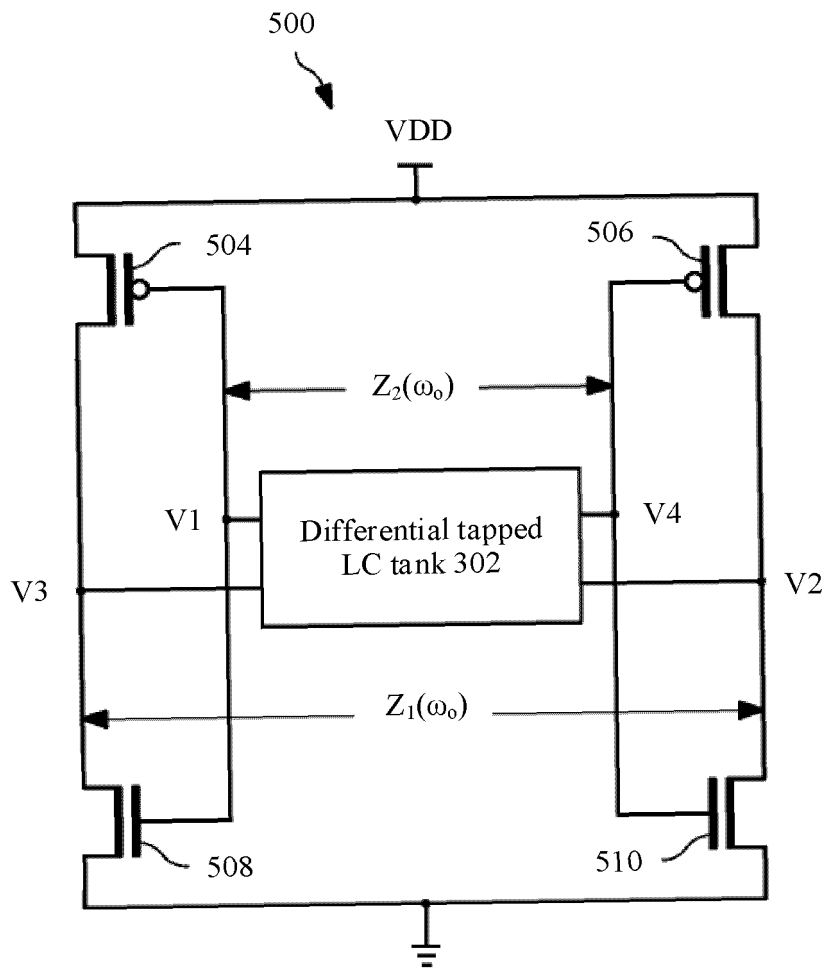 500
VDD
504
506
Z₂(ωₒ)
V1
Differential tapped
LC tank 302
V4
V3
V2
Z₁(ωₒ)
508
510